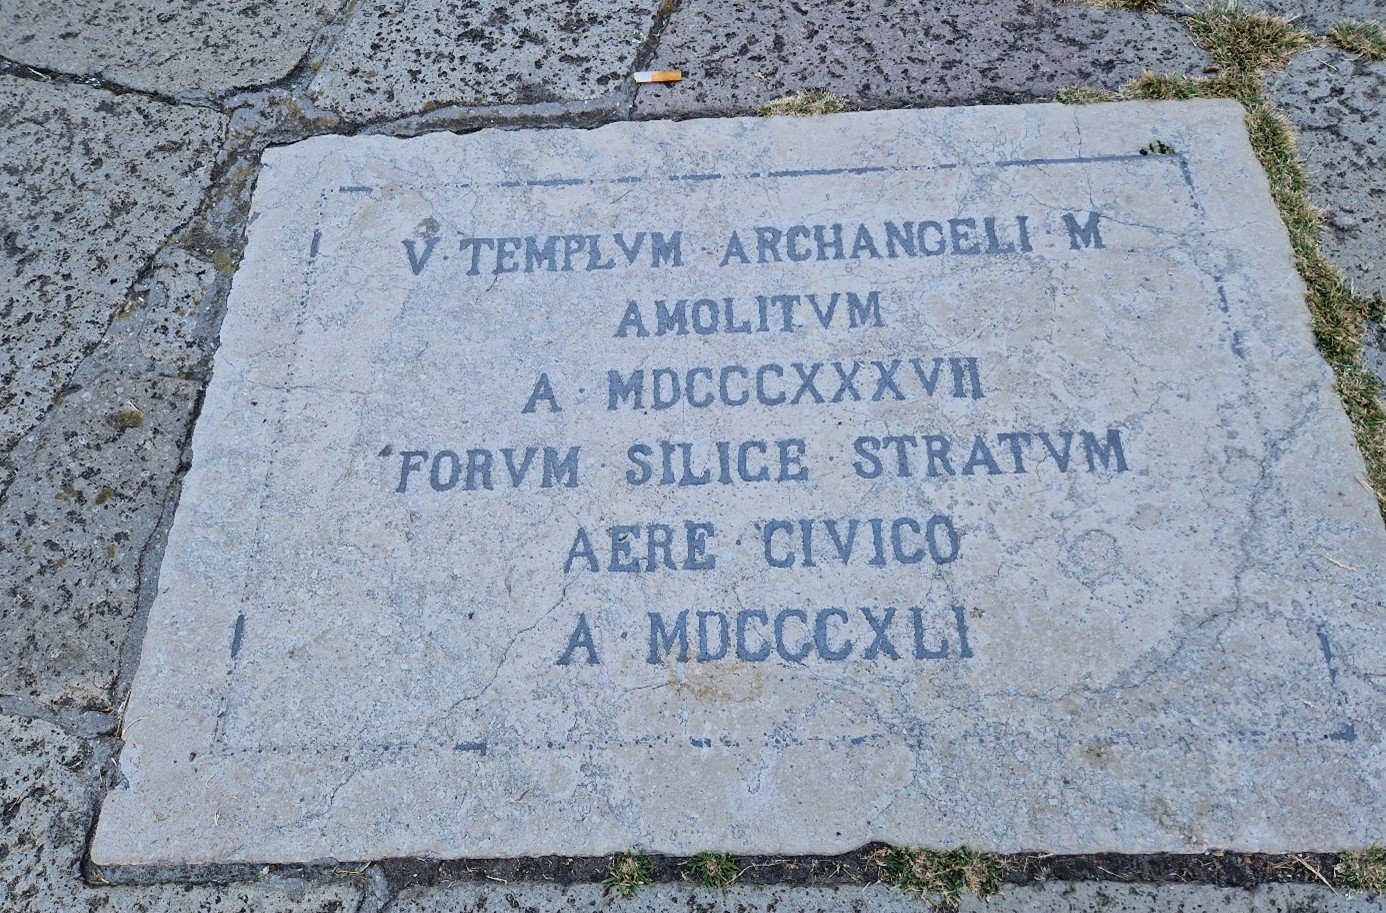 V · TEMPLVM · ARCHANGELI · M
AMOLITVM
A · MDCCCXXXVII
FORVM · SILICE · STRATVM
AERE · CIVICO
A · MDCCCXLI